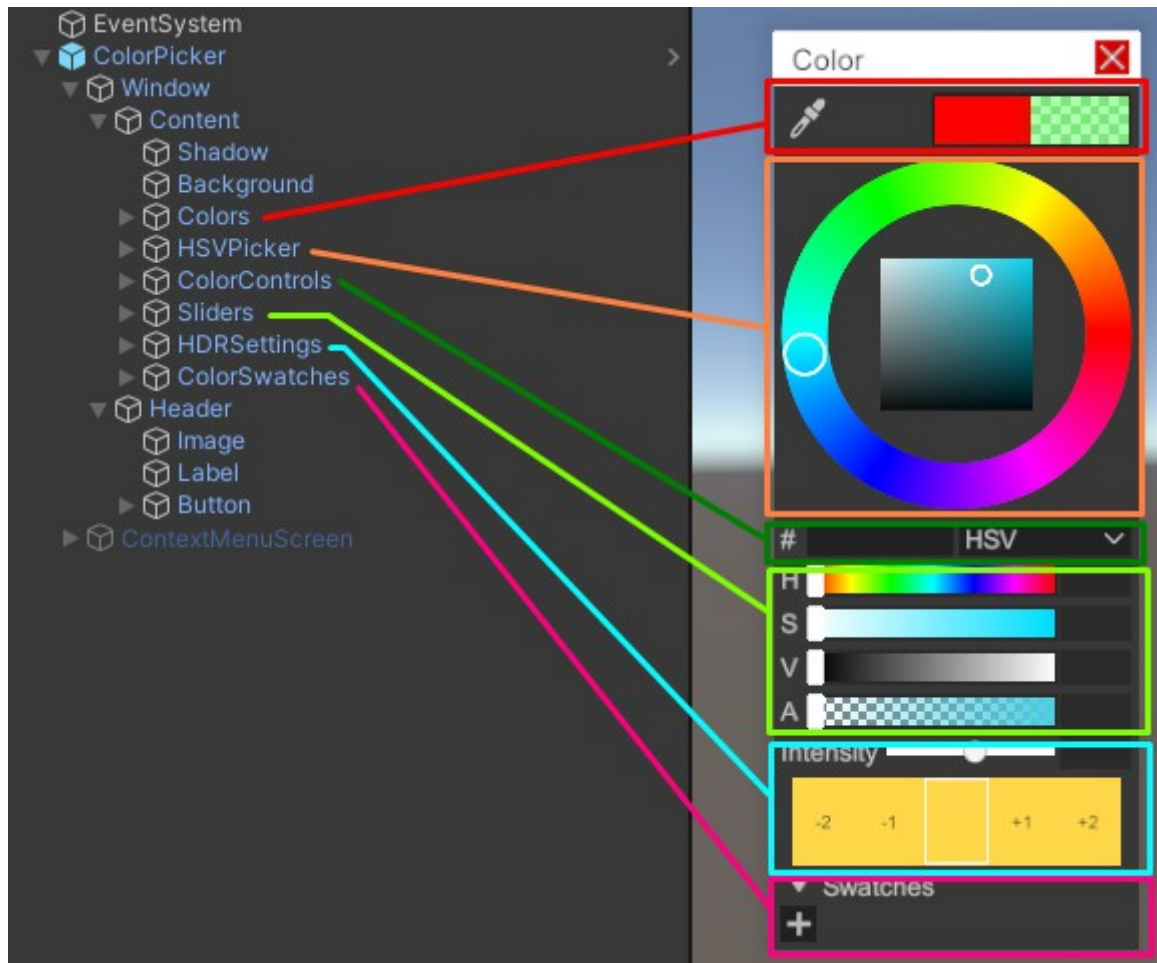 EventSystem
ColorPicker
Window
Content
Shadow
Background
Colors
HSVPicker
ColorControls
Sliders
HDRSettings
ColorSwatches
Header
Image
Label
Button
ContextMenuScreen
Color
# HSV
H
S
V
A
Intensity
-2 -1 +1 +2
Swatches